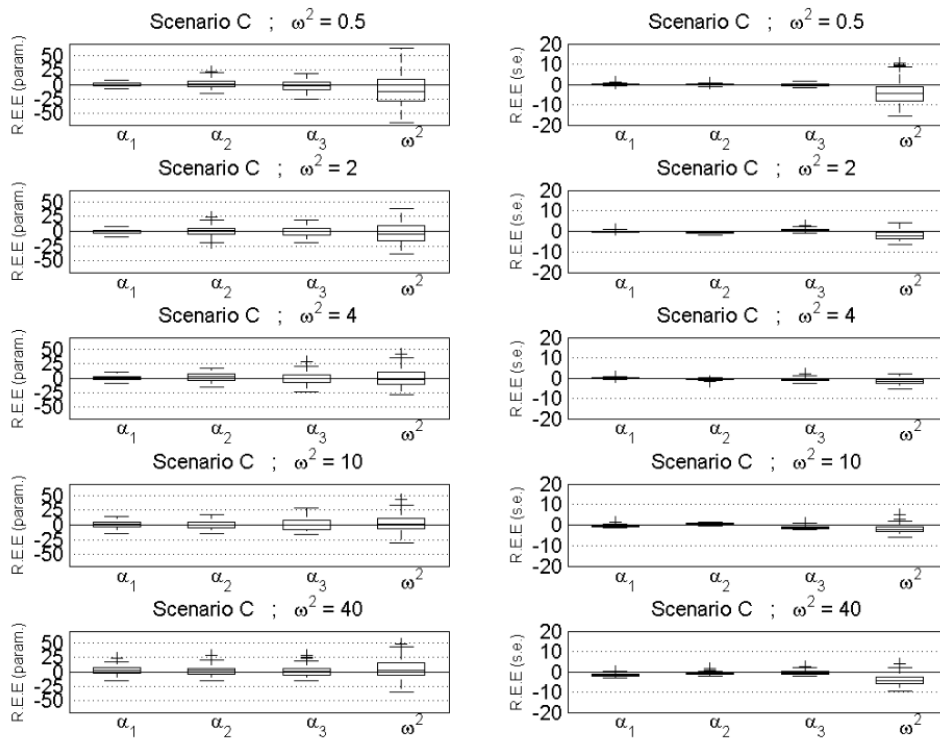 Scenario C ; ω² = 0.5
R.E.E (param.)
50
25
0
-25
-50
α₁ α₂ α₃ ω²
Scenario C ; ω² = 0.5
R.E.E (s.e.)
20
10
0
-10
-20
α₁ α₂ α₃ ω²
Scenario C ; ω² = 2
R.E.E (param.)
50
25
0
-25
-50
α₁ α₂ α₃ ω²
Scenario C ; ω² = 2
R.E.E (s.e.)
20
10
0
-10
-20
α₁ α₂ α₃ ω²
Scenario C ; ω² = 4
R.E.E (param.)
50
25
0
-25
-50
α₁ α₂ α₃ ω²
Scenario C ; ω² = 4
R.E.E (s.e.)
20
10
0
-10
-20
α₁ α₂ α₃ ω²
Scenario C ; ω² = 10
R.E.E (param.)
50
25
0
-25
-50
α₁ α₂ α₃ ω²
Scenario C ; ω² = 10
R.E.E (s.e.)
20
10
0
-10
-20
α₁ α₂ α₃ ω²
Scenario C ; ω² = 40
R.E.E (param.)
50
25
0
-25
-50
α₁ α₂ α₃ ω²
Scenario C ; ω² = 40
R.E.E (s.e.)
20
10
0
-10
-20
α₁ α₂ α₃ ω²